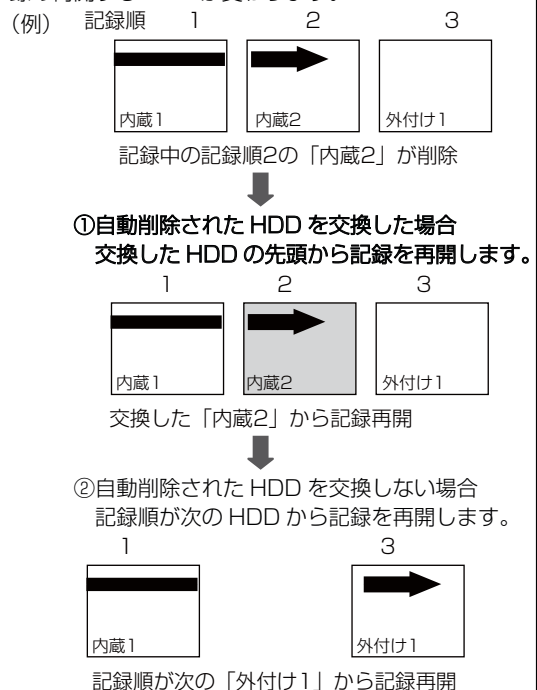 （例） 記録順 1 2 3
内蔵1 内蔵2 外付け1
記録中の記録順2の「内蔵2」が削除
①自動削除された HDD を交換した場合
交換した HDD の先頭から記録を再開します。
1 2 3
内蔵1 内蔵2 外付け1
交換した「内蔵2」から記録再開
②自動削除された HDD を交換しない場合
記録順が次の HDD から記録を再開します。
1 3
内蔵1 外付け1
記録順が次の「外付け1」から記録再開